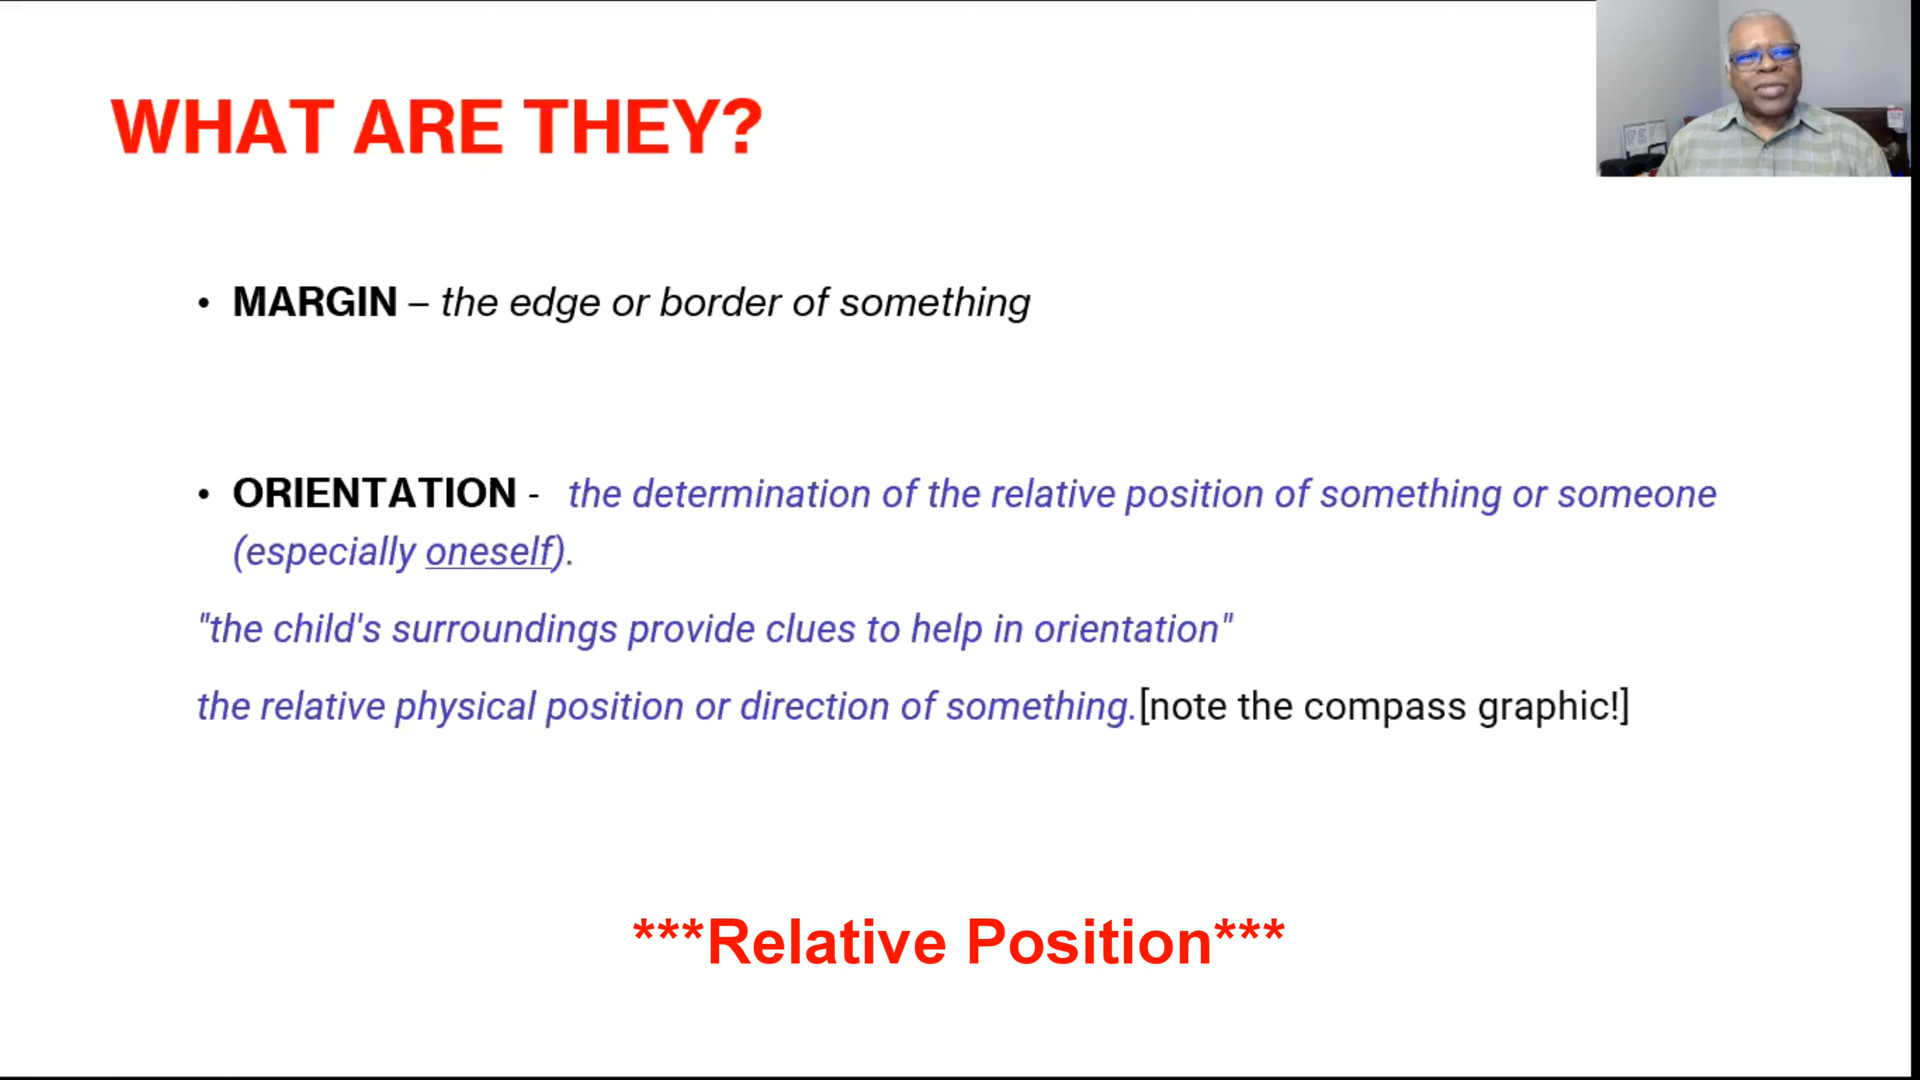 WHAT ARE THEY?
• MARGIN – the edge or border of something
• ORIENTATION - the determination of the relative position of something or someone
(especially oneself).
"the child's surroundings provide clues to help in orientation"
the relative physical position or direction of something.[note the compass graphic!]
***Relative Position***